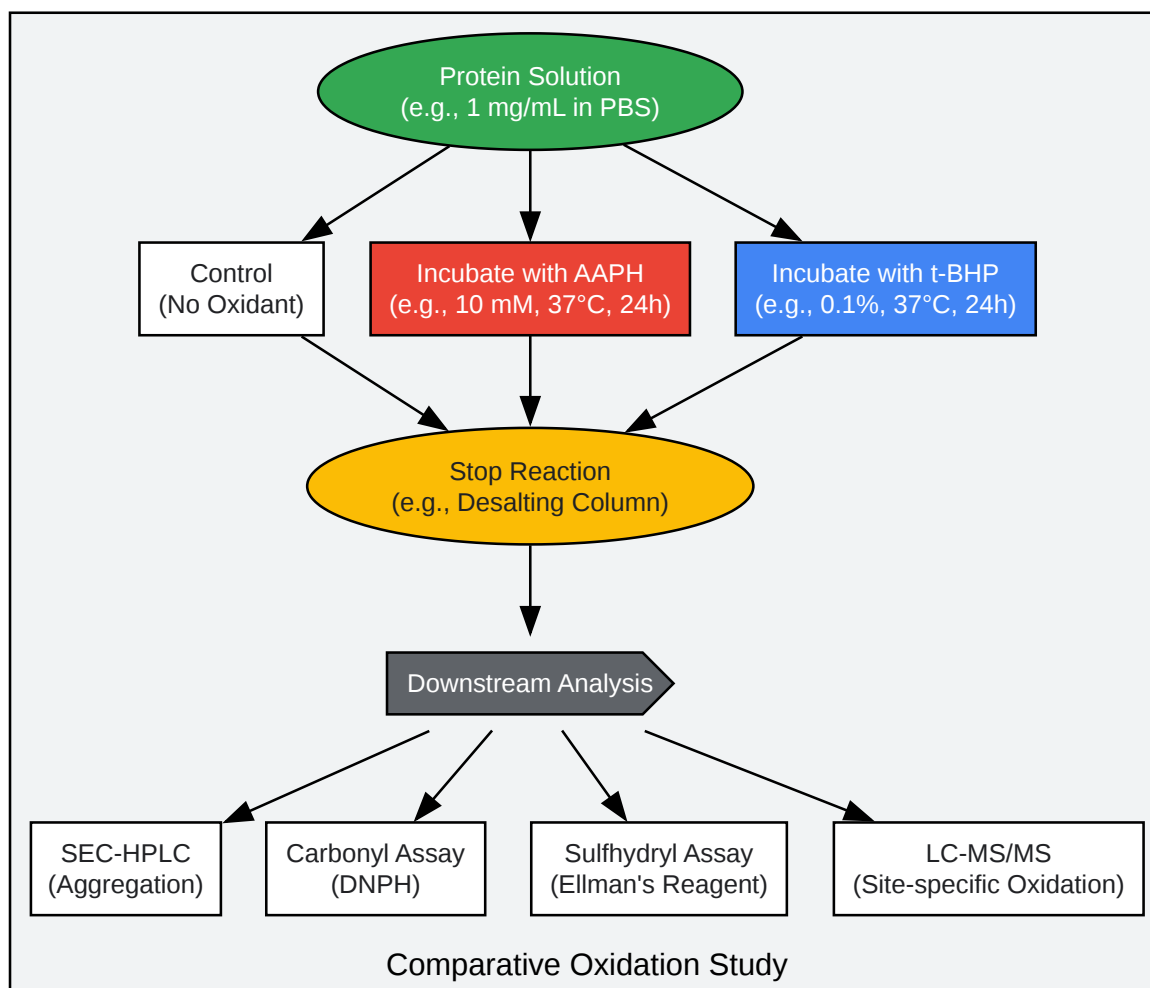 Protein Solution
(e.g., 1 mg/mL in PBS)
Control
(No Oxidant)
Incubate with AAPH
(e.g., 10 mM, 37°C, 24h)
Incubate with t-BHP
(e.g., 0.1%, 37°C, 24h)
Stop Reaction
(e.g., Desalting Column)
Downstream Analysis
SEC-HPLC
(Aggregation)
Carbonyl Assay
(DNPH)
Sulfhydryl Assay
(Ellman's Reagent)
LC-MS/MS
(Site-specific Oxidation)
Comparative Oxidation Study